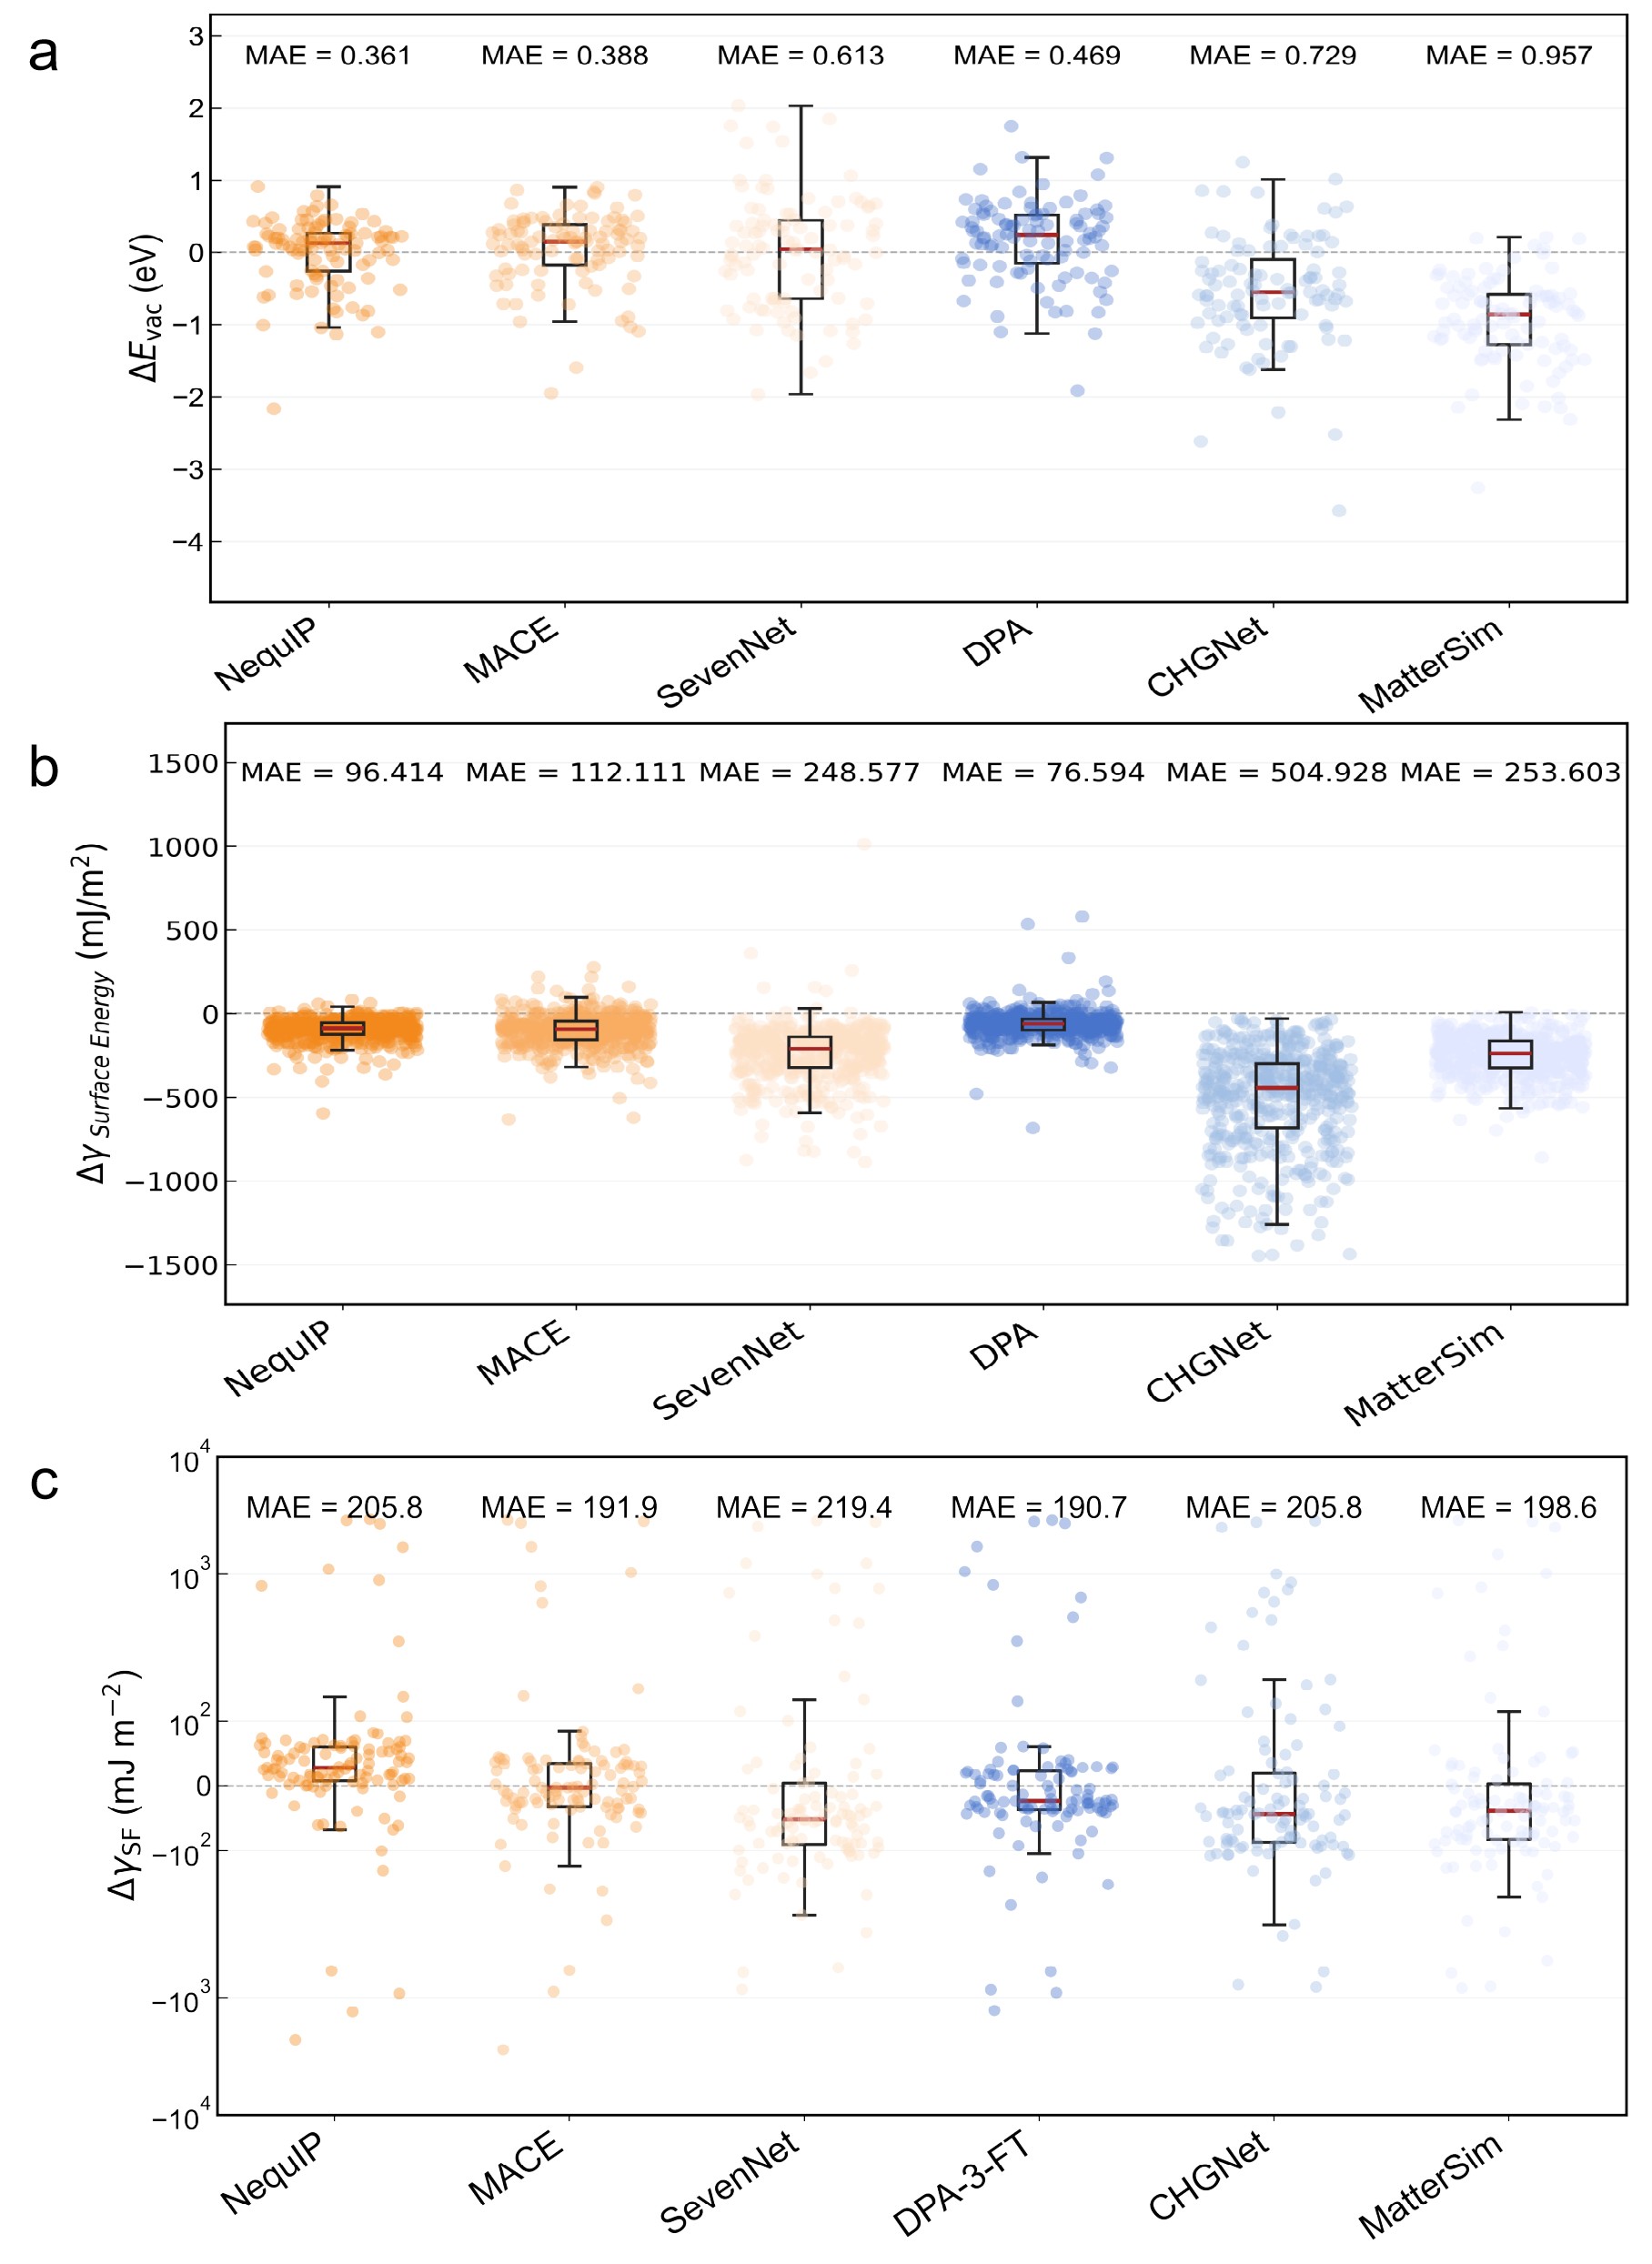 a
3
MAE = 0.361 MAE = 0.388 MAE = 0.613 MAE = 0.469 MAE = 0.729 MAE = 0.957
2
1
0
−1
−2
−3
−4
ΔE_vac (eV)
NequIP MACE SevenNet DPA CHGNet MatterSim
b
1500
MAE = 96.414 MAE = 112.111 MAE = 248.577 MAE = 76.594 MAE = 504.928 MAE = 253.603
1000
500
0
−500
−1000
−1500
Δγ Surface Energy (mJ/m²)
NequIP MACE SevenNet DPA CHGNet MatterSim
c
10⁴
MAE = 205.8 MAE = 191.9 MAE = 219.4 MAE = 190.7 MAE = 205.8 MAE = 198.6
10³
10²
0
−10²
−10³
−10⁴
Δγ_SF (mJ m⁻²)
NequIP MACE SevenNet DPA-3-FT CHGNet MatterSim